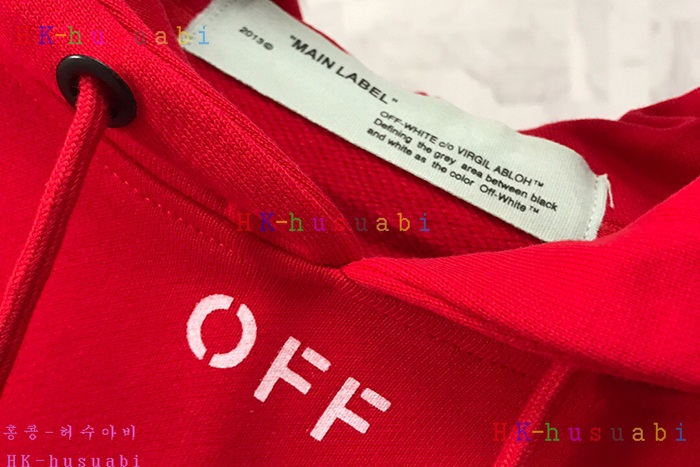 HK-husuabi
2013©
"MAIN LABEL"
OFF-WHITE c/o VIRGIL ABLOH™
Defining the grey area between black
and white as the color Off-White™
HK-husuabi
OFF
홍콩-허수아비
HK-husuabi
HK-husuabi